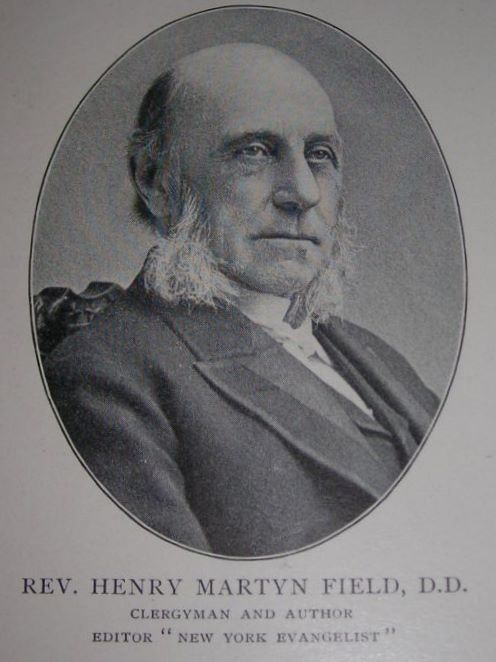 REV. HENRY MARTYN FIELD, D.D.
CLERGYMAN AND AUTHOR
EDITOR "NEW YORK EVANGELIST"